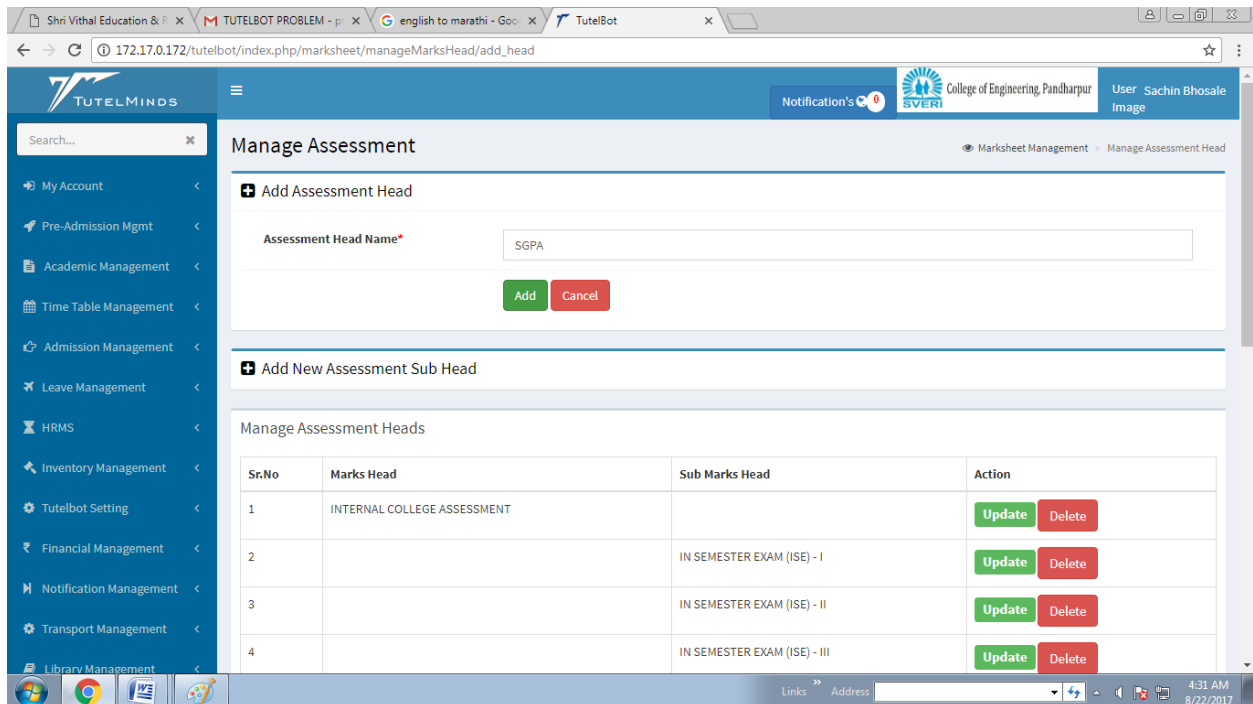 Shri Vithal Education & R
TUTELBOT PROBLEM - pr
english to marathi - Goo
TutelBot
172.17.0.172/tutelbot/index.php/marksheet/manageMarksHead/add_head
TUTELMINDS
Notification's 0
SVERI
College of Engineering, Pandharpur
User Image
Sachin Bhosale
Search...
My Account
Pre-Admission Mgmt
Academic Management
Time Table Management
Admission Management
Leave Management
HRMS
Inventory Management
Tutelbot Setting
Financial Management
Notification Management
Transport Management
Library Management
Manage Assessment
Marksheet Management > Manage Assessment Head
Add Assessment Head
Assessment Head Name*
SGPA
Add Cancel
Add New Assessment Sub Head
Manage Assessment Heads
Sr.No Marks Head Sub Marks Head Action
1 INTERNAL COLLEGE ASSESSMENT Update Delete
2 IN SEMESTER EXAM (ISE) - I Update Delete
3 IN SEMESTER EXAM (ISE) - II Update Delete
4 IN SEMESTER EXAM (ISE) - III Update Delete
Links Address
4:31 AM
8/22/2017